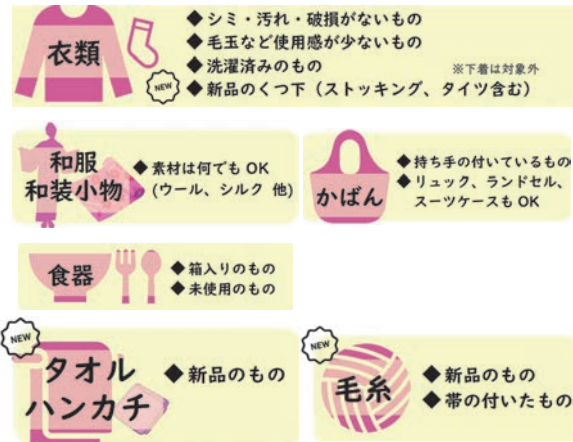 衣類
◆シミ・汚れ・破損がないもの
◆毛玉など使用感が少ないもの
◆洗濯済みのもの
※下着は対象外
NEW
◆新品のくつ下（ストッキング、タイツ含む）
和服
和装小物
◆素材は何でもOK
（ウール、シルク 他）
かばん
◆持ち手の付いているもの
◆リュック、ランドセル、
スーツケースもOK
食器
◆箱入りのもの
◆未使用のもの
NEW
タオル
ハンカチ
◆新品のもの
NEW
毛糸
◆新品のもの
◆帯の付いたもの